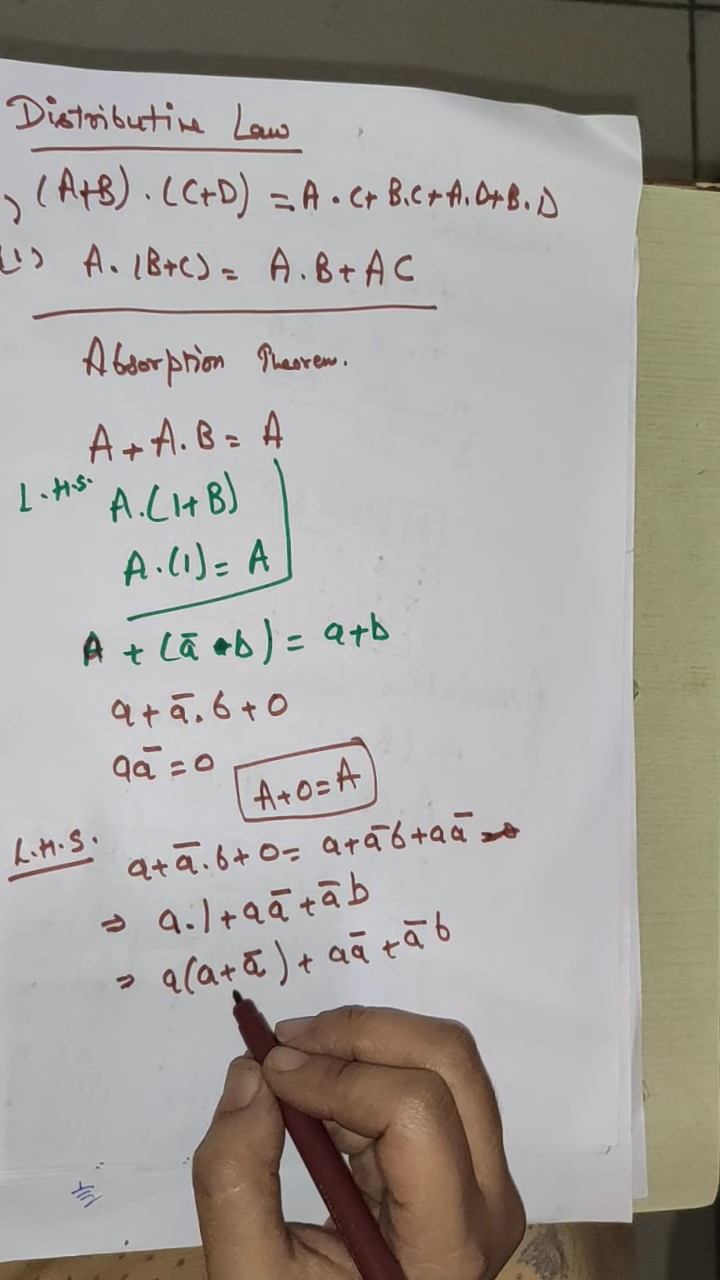 Distributive Law
) (A+B) . (C+D) = A . C + B.C + A.D + B.D
(1) A. (B+C) = A.B + AC
Absorption Theorem.
A + A.B = A
L.H.S. A.(1+B)
A.(1) = A
A + (ā . b) = a+b
a + ā.b + 0
aā = 0
A+0=A
L.H.S. a+ā.b+0 = a+āb+aā
⇒ a.1+aā+āb
⇒ a(a+ā)+aā+āb